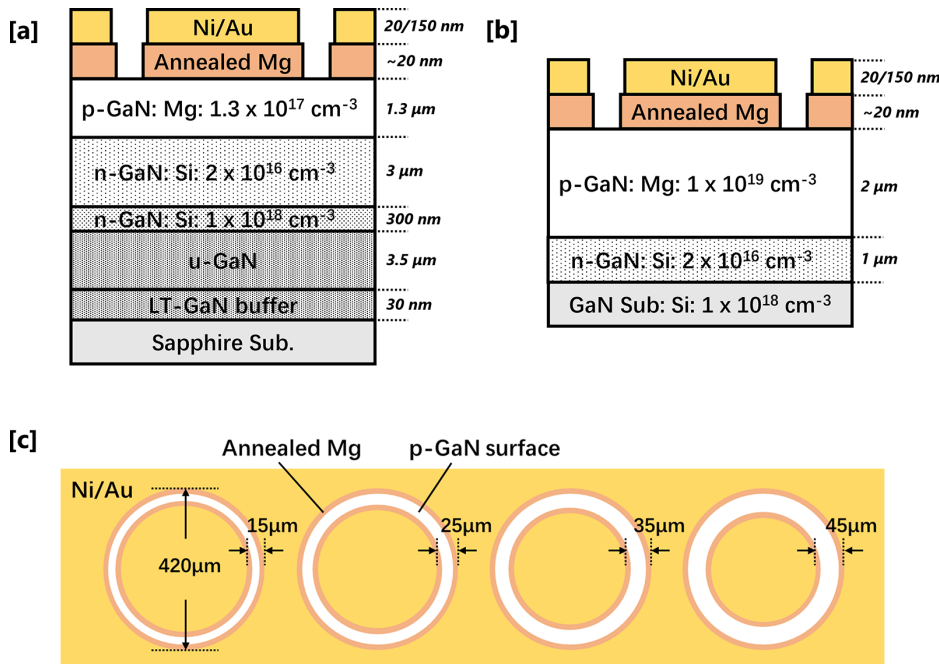 [a]
Ni/Au
20/150 nm
Annealed Mg
~20 nm
p-GaN: Mg: 1.3 x 10¹⁷ cm⁻³
1.3 μm
n-GaN: Si: 2 x 10¹⁶ cm⁻³
3 μm
n-GaN: Si: 1 x 10¹⁸ cm⁻³
300 nm
u-GaN
3.5 μm
LT-GaN buffer
30 nm
Sapphire Sub.
[b]
Ni/Au
20/150 nm
Annealed Mg
~20 nm
p-GaN: Mg: 1 x 10¹⁹ cm⁻³
2 μm
n-GaN: Si: 2 x 10¹⁶ cm⁻³
1 μm
GaN Sub: Si: 1 x 10¹⁸ cm⁻³
[c]
Annealed Mg
p-GaN surface
Ni/Au
15μm
25μm
35μm
45μm
420μm